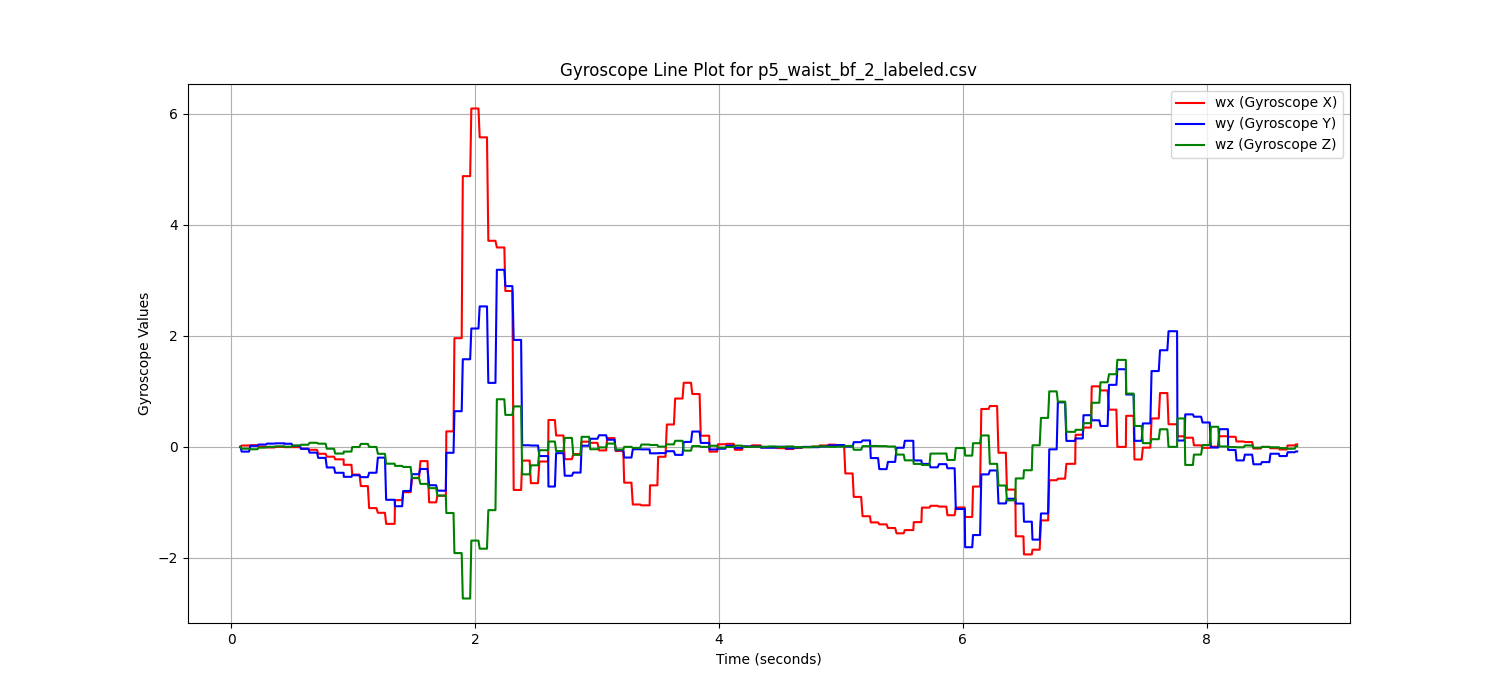 Gyroscope Line Plot for p5_waist_bf_2_labeled.csv
wx (Gyroscope X)
wy (Gyroscope Y)
wz (Gyroscope Z)
Gyroscope Values
6
4
2
0
−2
0 2 4 6 8
Time (seconds)